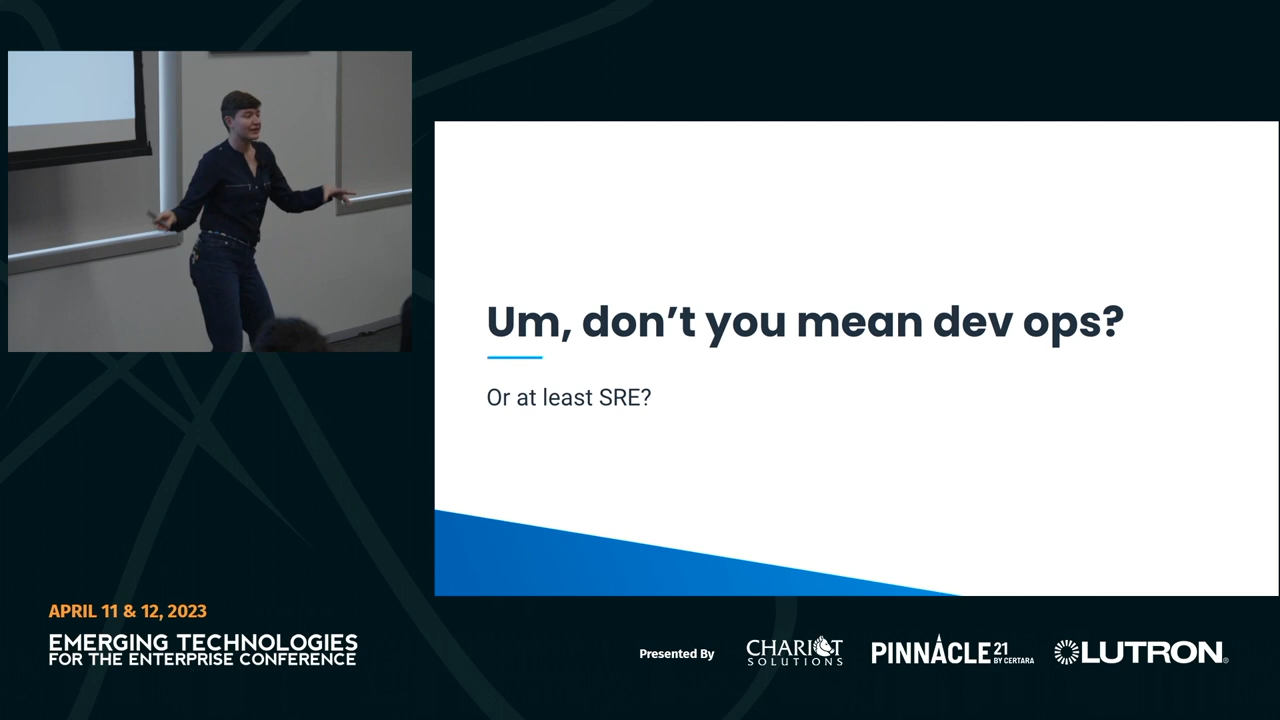 Um, don't you mean dev ops?
Or at least SRE?
APRIL 11 & 12, 2023
EMERGING TECHNOLOGIES
FOR THE ENTERPRISE CONFERENCE
Presented By
CHARIOT
SOLUTIONS
PINNACLE 21
BY CERTARA
LUTRON®